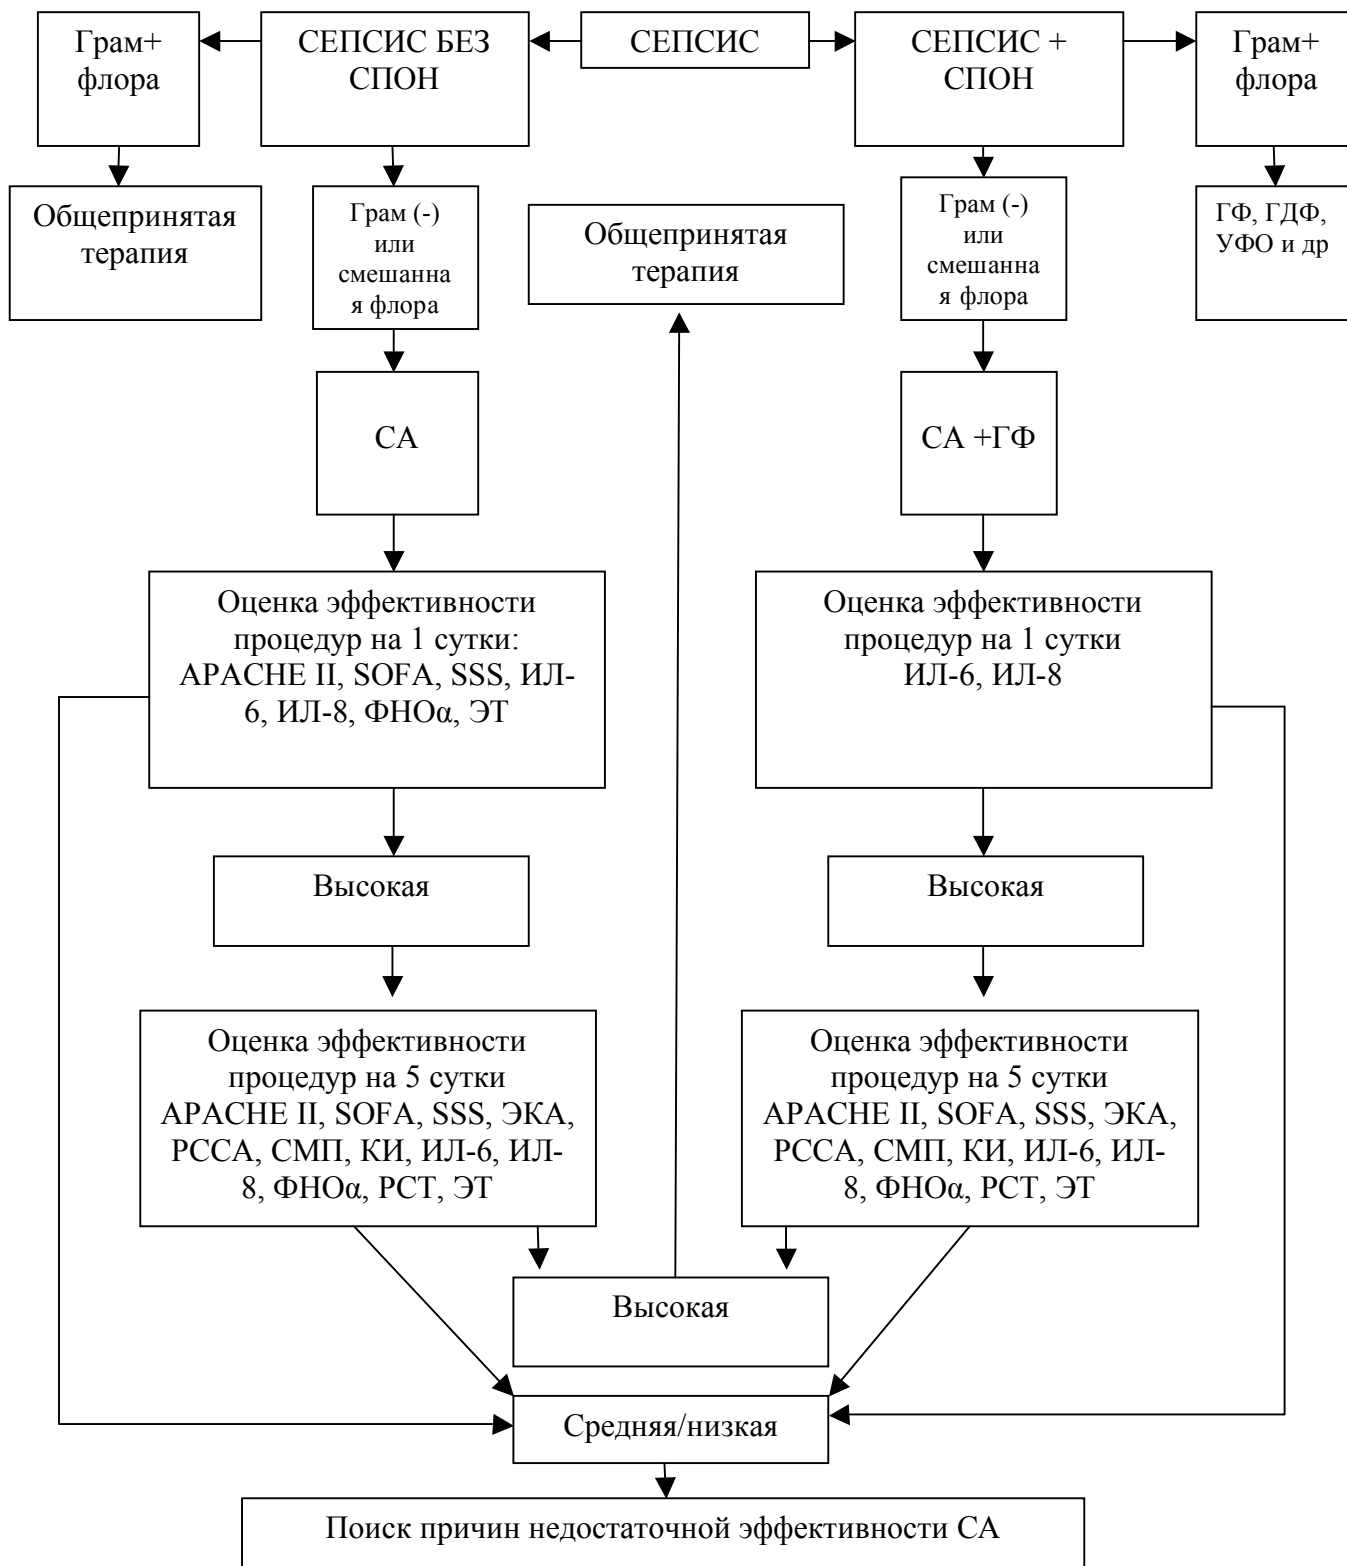 Грам+
флора
СЕПСИС БЕЗ
СПОН
СЕПСИС
СЕПСИС +
СПОН
Грам+
флора
Общепринятая
терапия
Грам (-)
или
смешанна
я флора
Общепринятая
терапия
Грам (-)
или
смешанна
я флора
ГФ, ГДФ,
УФО и др
СА
СА +ГФ
Оценка эффективности
процедур на 1 сутки:
APACHE II, SOFA, SSS, ИЛ-
6, ИЛ-8, ФНОα, ЭТ
Оценка эффективности
процедур на 1 сутки
ИЛ-6, ИЛ-8
Высокая
Высокая
Оценка эффективности
процедур на 5 сутки
APACHE II, SOFA, SSS, ЭКА,
РССА, СМП, КИ, ИЛ-6, ИЛ-
8, ФНОα, РСТ, ЭТ
Оценка эффективности
процедур на 5 сутки
APACHE II, SOFA, SSS, ЭКА,
РССА, СМП, КИ, ИЛ-6, ИЛ-
8, ФНОα, РСТ, ЭТ
Высокая
Средняя/низкая
Поиск причин недостаточной эффективности СА